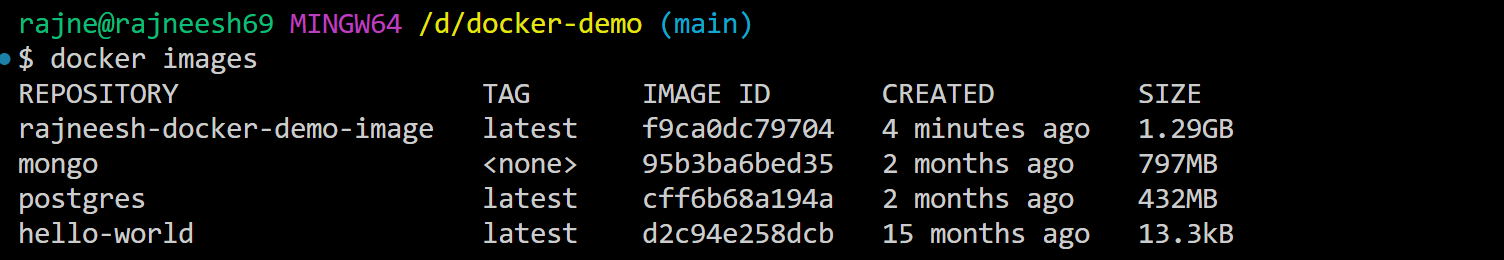 rajne@rajneesh69 MINGW64 /d/docker-demo (main)
$ docker images
REPOSITORY TAG IMAGE ID CREATED SIZE
rajneesh-docker-demo-image latest f9ca0dc79704 4 minutes ago 1.29GB
mongo <none> 95b3ba6bed35 2 months ago 797MB
postgres latest cff6b68a194a 2 months ago 432MB
hello-world latest d2c94e258dcb 15 months ago 13.3kB